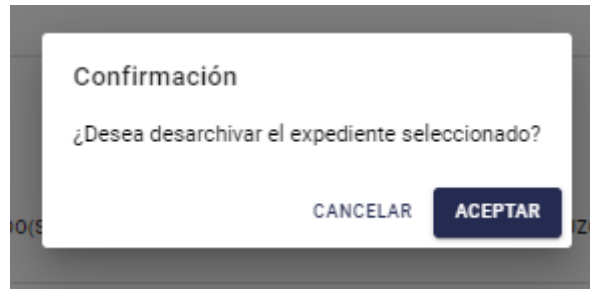 Confirmación
¿Desea desarchivar el expediente seleccionado?
CANCELAR ACEPTAR